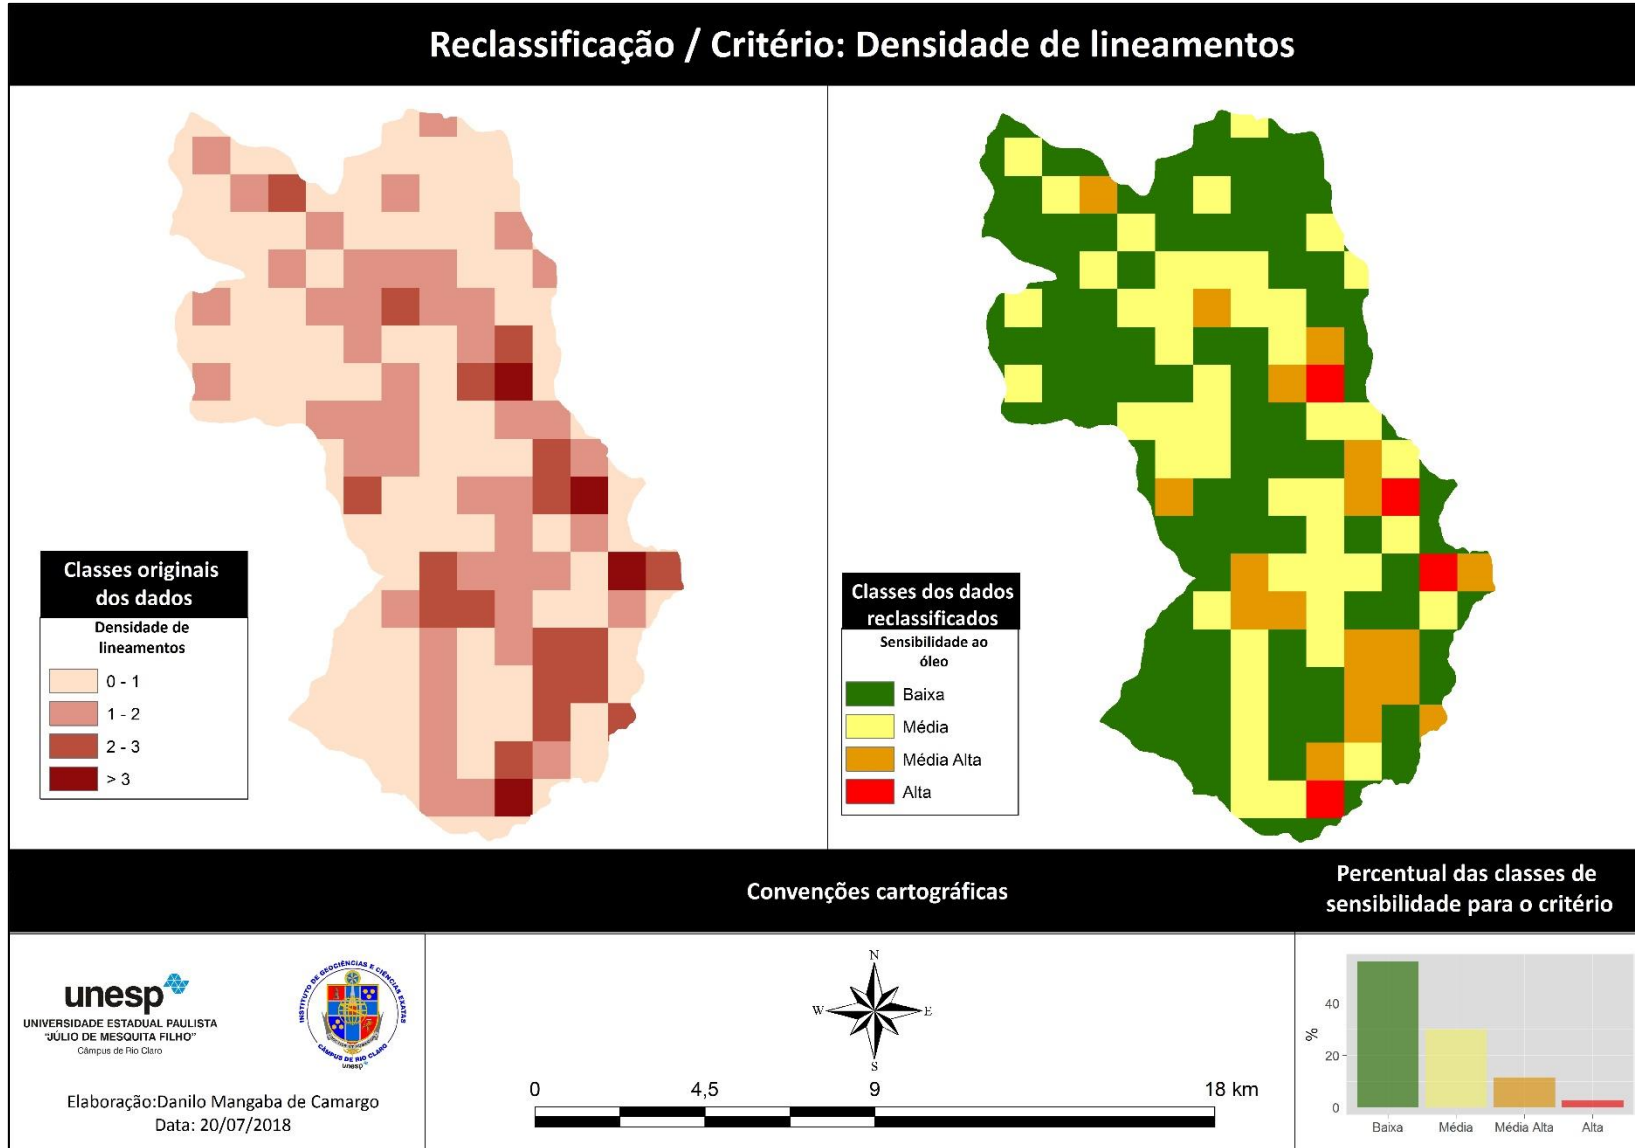 Reclassificação / Critério: Densidade de lineamentos
Classes originais
dos dados
Densidade de
lineamentos
0 - 1
1 - 2
2 - 3
> 3
Classes dos dados
reclassificados
Sensibilidade ao
óleo
Baixa
Média
Média Alta
Alta
Convenções cartográficas
Percentual das classes de
sensibilidade para o critério
unesp
UNIVERSIDADE ESTADUAL PAULISTA
"JÚLIO DE MESQUITA FILHO"
Câmpus de Rio Claro
INSTITUTO DE GEOCIÊNCIAS E CIÊNCIAS EXATAS
CÂMPUS DE RIO CLARO
unesp
Elaboração:Danilo Mangaba de Camargo
Data: 20/07/2018
N
W
E
S
0 4,5 9 18 km
%
40
20
0
Baixa Média Média Alta Alta